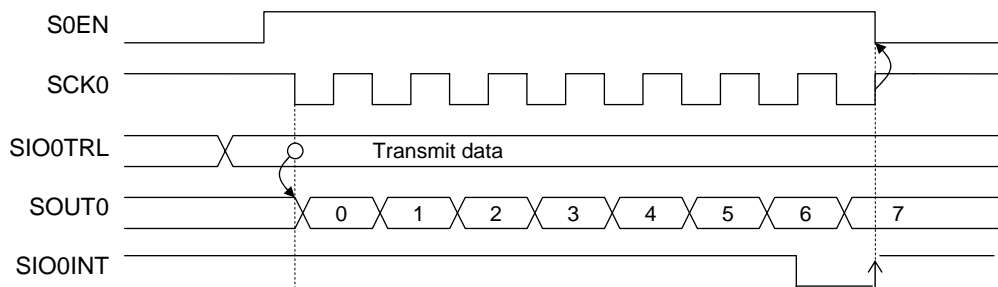 S0EN
SCK0
SIO0TRL
Transmit data
SOUT0
0 1 2 3 4 5 6 7
SIO0INT